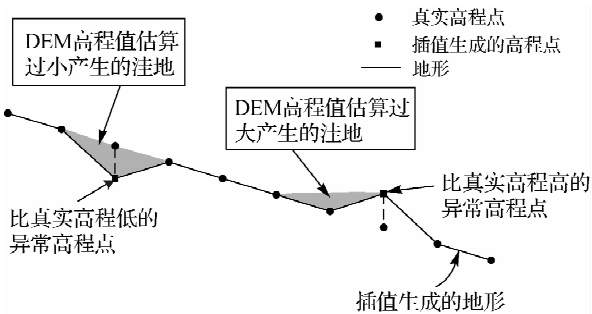 真实高程点
插值生成的高程点
地形
DEM高程值估算
过小产生的洼地
DEM高程值估算过
大产生的洼地
比真实高程低的
异常高程点
比真实高程高的
异常高程点
插值生成的地形